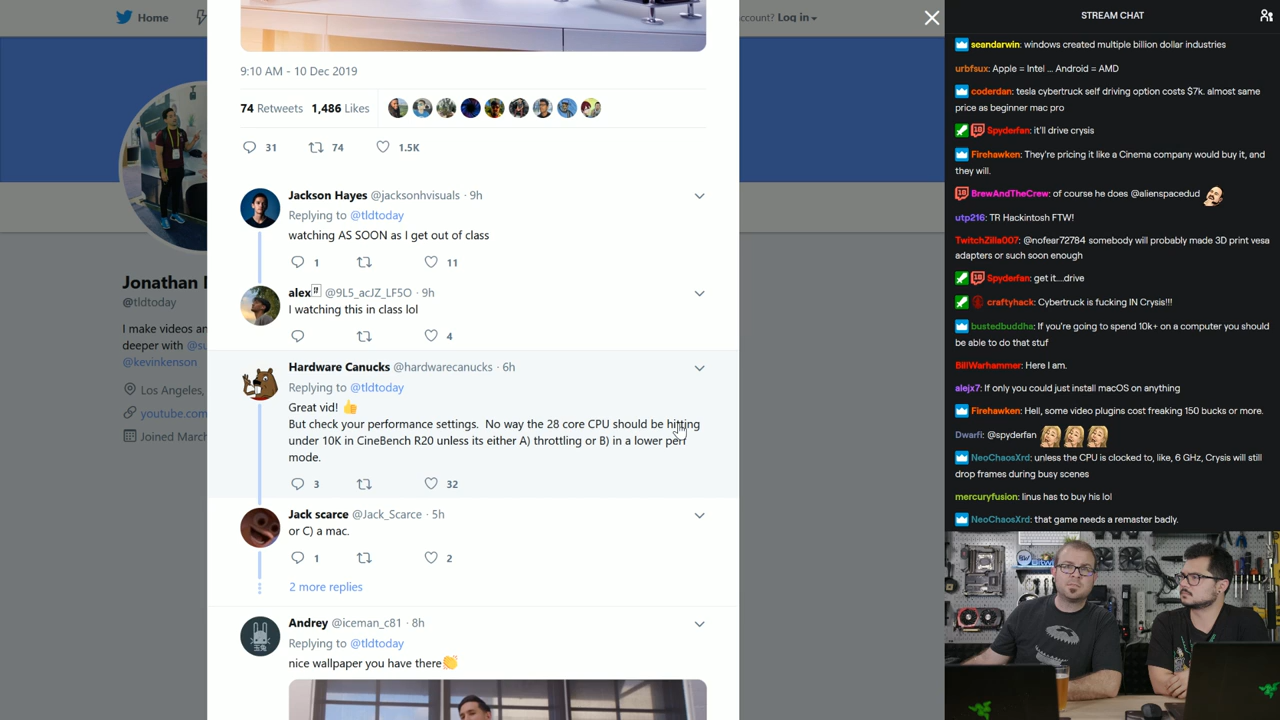 Home
account? Log in
9:10 AM - 10 Dec 2019
74 Retweets 1,486 Likes
31 74 1.5K
Jackson Hayes @jacksonhvisuals · 9h
Replying to @tldtoday
watching AS SOON as I get out of class
1 11
alex @9L5_acJZ_LF5O · 9h
I watching this in class lol
4
Hardware Canucks @hardwarecanucks · 6h
Replying to @tldtoday
Great vid! 👍
But check your performance settings. No way the 28 core CPU should be hitting
under 10K in CineBench R20 unless its either A) throttling or B) in a lower perf
mode.
3 32
Jack scarce @Jack_Scarce · 5h
or C) a mac.
1 2
2 more replies
Andrey @iceman_c81 · 8h
Replying to @tldtoday
nice wallpaper you have there👏
Jonathan
@tldtoday
I make videos an
deeper with @su
@kevinkenson
Los Angeles,
youtube.com
Joined March
STREAM CHAT
seandarwin: windows created multiple billion dollar industries
urbfsux: Apple = Intel ... Android = AMD
coderdan: tesla cybertruck self driving option costs $7k. almost same
price as beginner mac pro
Spyderfan: it'll drive crysis
Firehawken: They're pricing it like a Cinema company would buy it, and
they will.
BrewAndTheCrew: of course he does @alienspacedud
utp216: TR Hackintosh FTW!
TwitchZilla007: @nofear72784 somebody will probably made 3D print vesa
adapters or such soon enough
Spyderfan: get it....drive
craftyhack: Cybertruck is fucking IN Crysis!!!
bustedbuddha: If you're going to spend 10k+ on a computer you should
be able to do that stuf
BillWarhammer: Here I am.
alejx7: If only you could just install macOS on anything
Firehawken: Hell, some video plugins cost freaking 150 bucks or more.
Dwarfi: @spyderfan
NeoChaosXrd: unless the CPU is clocked to, like, 6 GHz, Crysis will still
drop frames during busy scenes
mercuryfusion: linus has to buy his lol
NeoChaosXrd: that game needs a remaster badly.